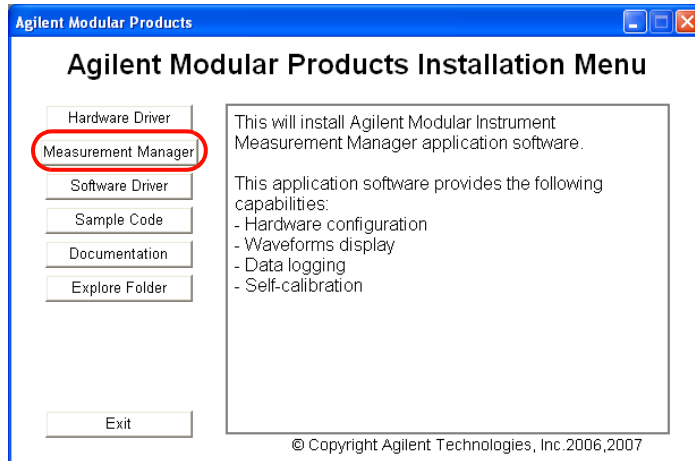 Agilent Modular Products
Agilent Modular Products Installation Menu
Hardware Driver
Measurement Manager
Software Driver
Sample Code
Documentation
Explore Folder
Exit
This will install Agilent Modular Instrument
Measurement Manager application software.
This application software provides the following
capabilities:
- Hardware configuration
- Waveforms display
- Data logging
- Self-calibration
© Copyright Agilent Technologies, Inc.2006,2007